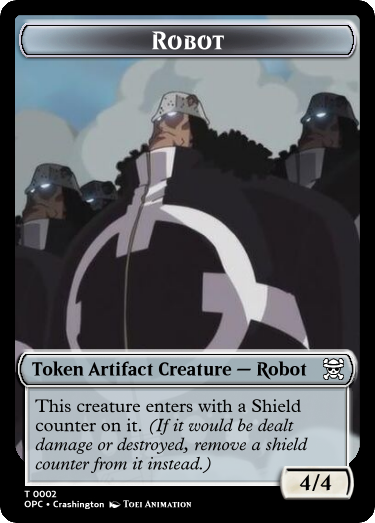 Robot
Token Artifact Creature — Robot
This creature enters with a Shield
counter on it. (If it would be dealt
damage or destroyed, remove a shield
counter from it instead.)
4/4
T 0002
OPC • Crashington Toei Animation